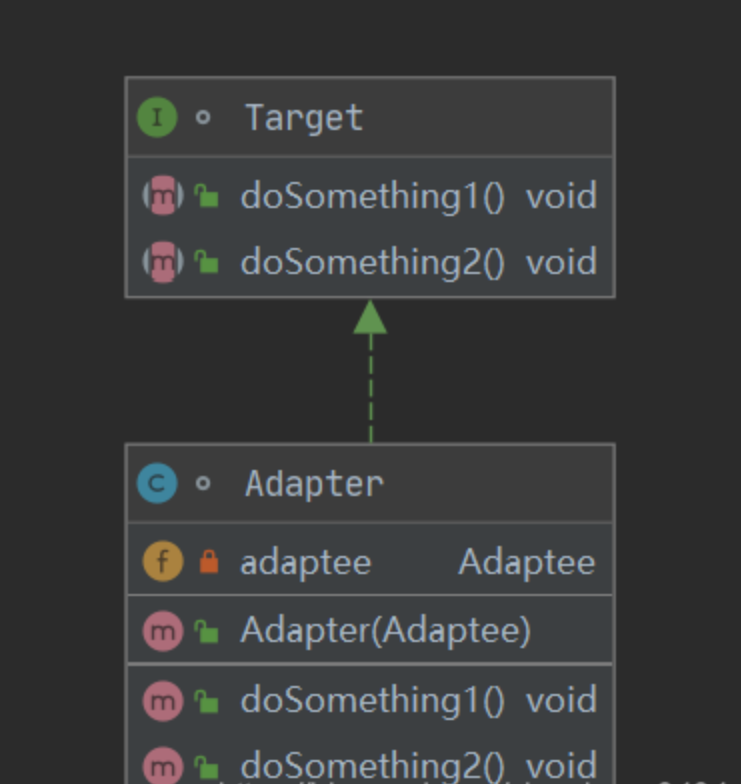 I Target
m doSomething1() void
m doSomething2() void
C Adapter
f adaptee Adaptee
m Adapter(Adaptee)
m doSomething1() void
m doSomething2() void